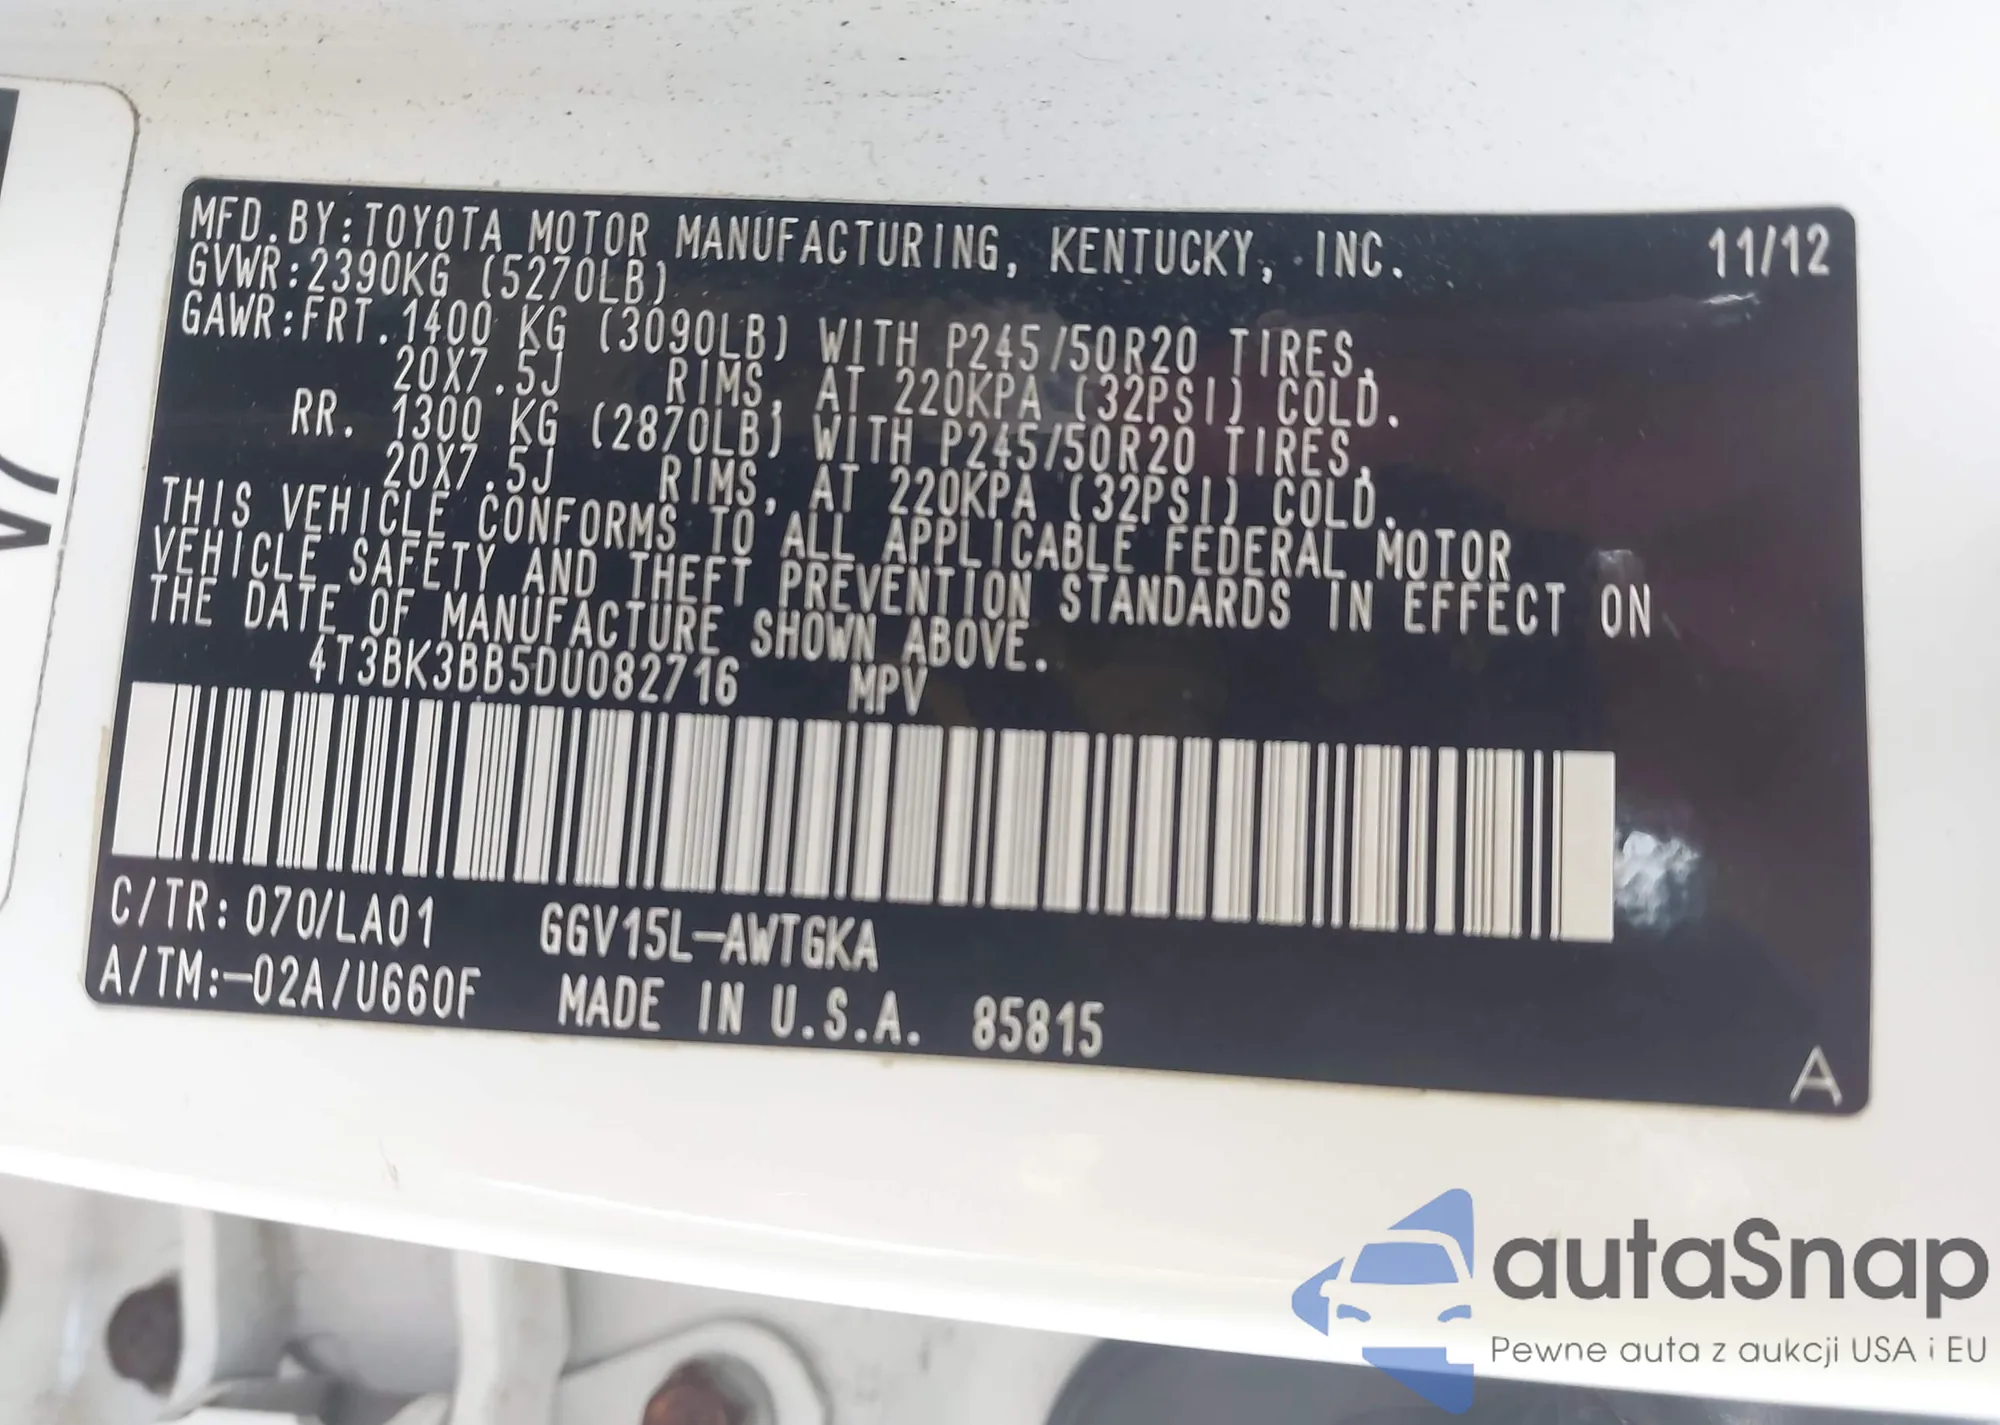 MFD.BY:TOYOTA MOTOR MANUFACTURING, KENTUCKY, INC. 11/12
GVWR:2390KG (5270LB)
GAWR:FRT.1400 KG (3090LB) WITH P245/50R20 TIRES,
20X7.5J RIMS, AT 220KPA (32PSI) COLD.
RR. 1300 KG (2870LB) WITH P245/50R20 TIRES,
20X7.5J RIMS, AT 220KPA (32PSI) COLD.
THIS VEHICLE CONFORMS TO ALL APPLICABLE FEDERAL MOTOR
VEHICLE SAFETY AND THEFT PREVENTION STANDARDS IN EFFECT ON
THE DATE OF MANUFACTURE SHOWN ABOVE.
4T3BK3BB5DU082716 MPV
C/TR:070/LA01 GGV15L-AWTGKA
A/TM:-02A/U660F MADE IN U.S.A. 85815
A
autaSnap
Pewne auta z aukcji USA i EU